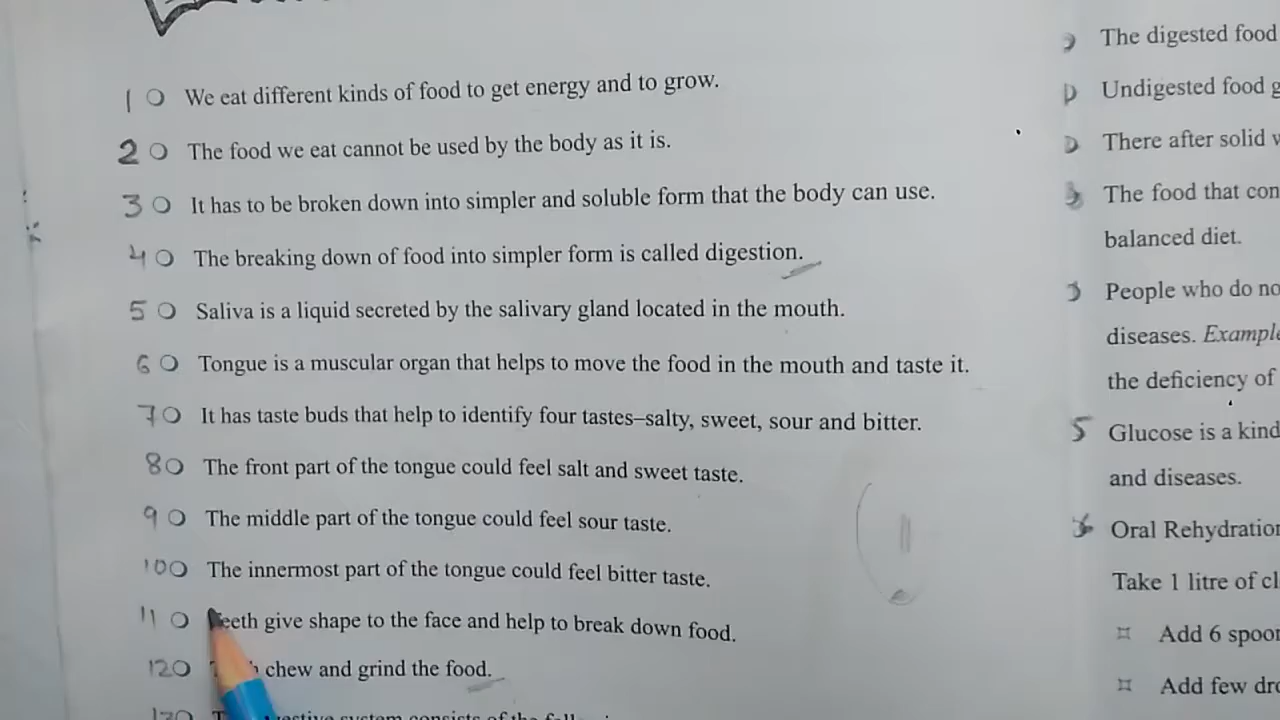 1 We eat different kinds of food to get energy and to grow.
2 The food we eat cannot be used by the body as it is.
3 It has to be broken down into simpler and soluble form that the body can use.
4 The breaking down of food into simpler form is called digestion.
5 Saliva is a liquid secreted by the salivary gland located in the mouth.
6 Tongue is a muscular organ that helps to move the food in the mouth and taste it.
7 It has taste buds that help to identify four tastes–salty, sweet, sour and bitter.
8 The front part of the tongue could feel salt and sweet taste.
9 The middle part of the tongue could feel sour taste.
10 The innermost part of the tongue could feel bitter taste.
11 Teeth give shape to the face and help to break down food.
12 chew and grind the food.
13 system consists of the
The digested food
Undigested food
There after solid
The food that
balanced diet.
People who do
diseases. Example
the deficiency of
5 Glucose is a kind
and diseases.
Oral Rehydration
Take 1 litre of
Add 6
Add few